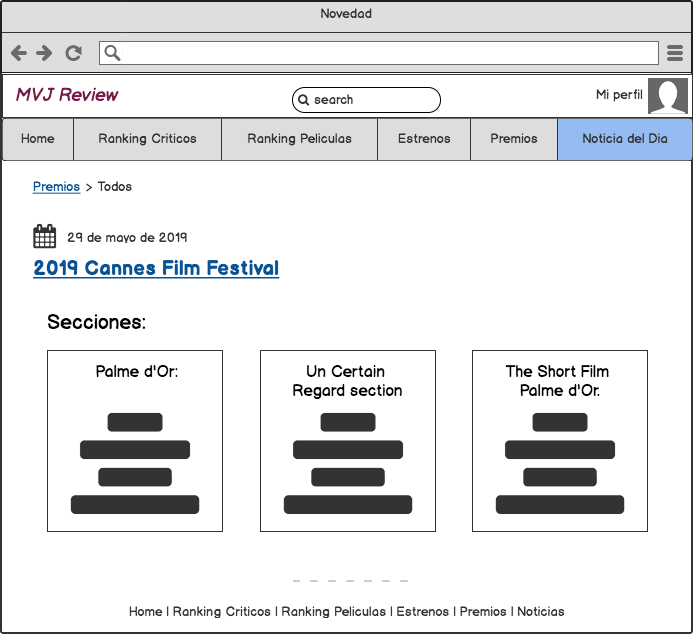 Novedad
MVJ Review
search
Mi perfil
Home
Ranking Criticos
Ranking Peliculas
Estrenos
Premios
Noticia del Dia
Premios > Todos
29 de mayo de 2019
2019 Cannes Film Festival
Secciones:
Palme d'Or:
Un Certain
Regard section
The Short Film
Palme d'Or.
Home | Ranking Criticos | Ranking Peliculas | Estrenos | Premios | Noticias